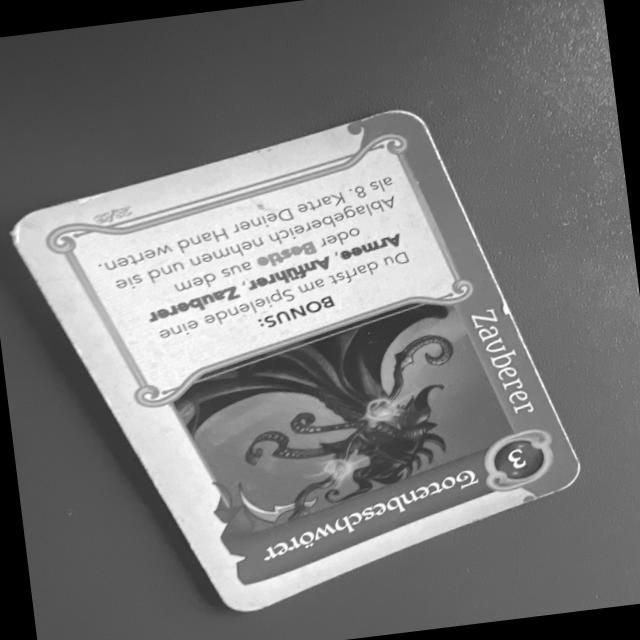 3
Totenbeschwörer
Zauberer
BONUS:
Du darfst am Spielende eine
Armee, Anführer, Zauberer
oder Bestie aus dem
Ablagebereich nehmen und sie
als 8. Karte Deiner Hand werten.